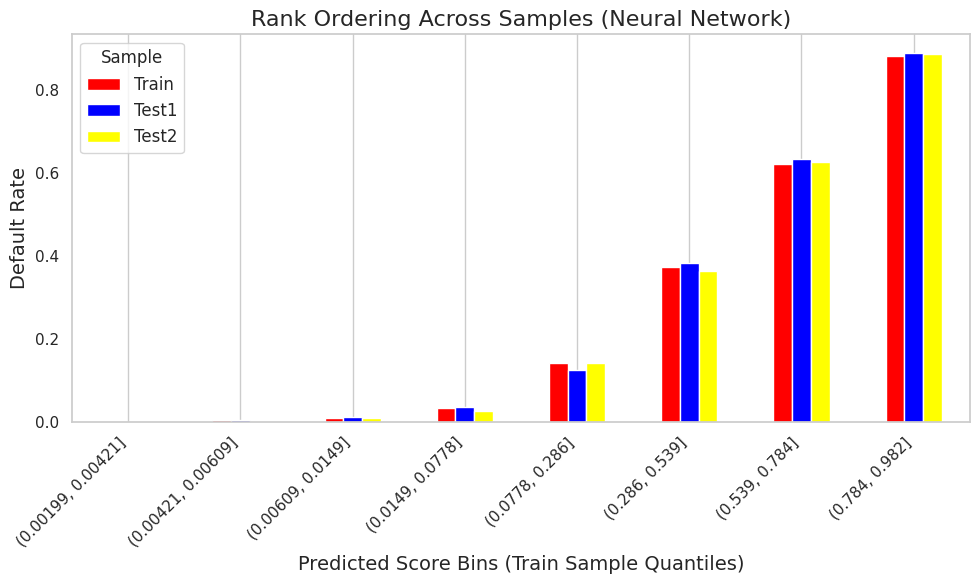 Rank Ordering Across Samples (Neural Network)
Sample
Train
Test1
Test2
Default Rate
0.8
0.6
0.4
0.2
0.0
(0.00199, 0.00421]
(0.00421, 0.00609]
(0.00609, 0.0149]
(0.0149, 0.0778]
(0.0778, 0.286]
(0.286, 0.539]
(0.539, 0.784]
(0.784, 0.982]
Predicted Score Bins (Train Sample Quantiles)